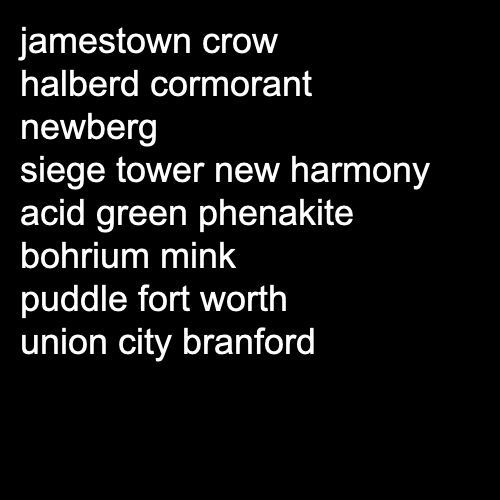 jamestown crow
halberd cormorant
newberg
siege tower new harmony
acid green phenakite
bohrium mink
puddle fort worth
union city branford